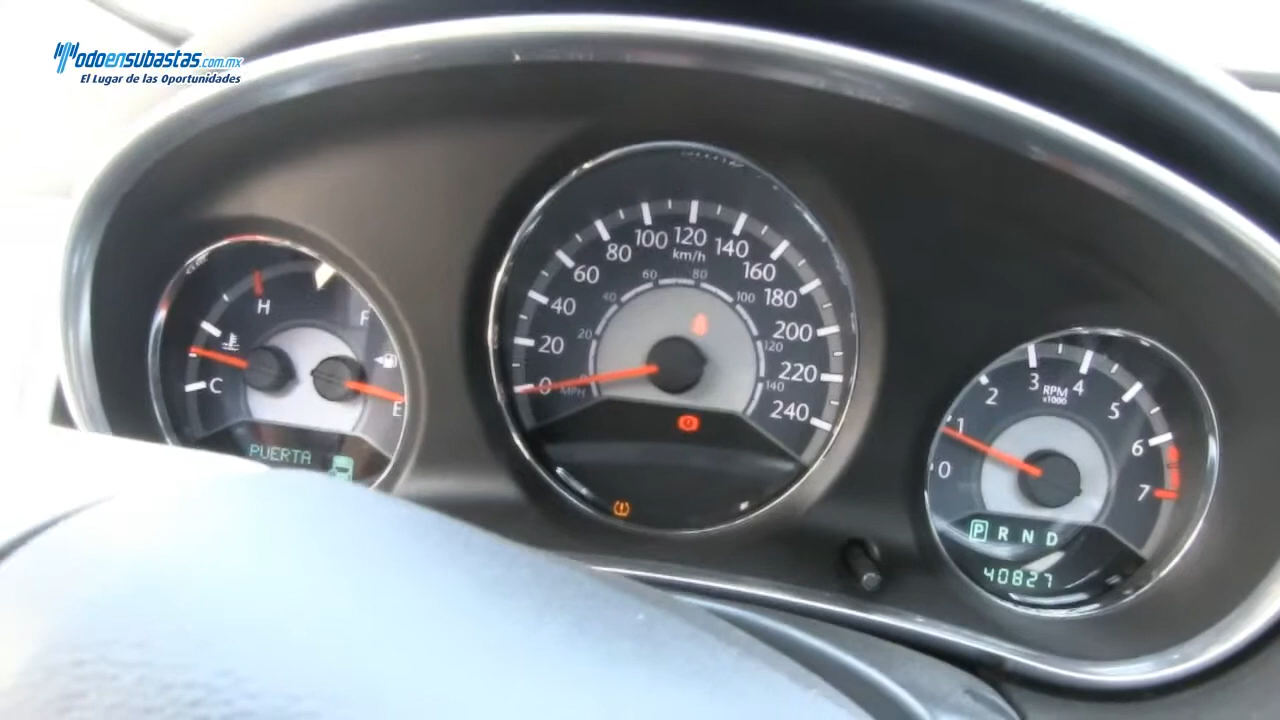 Todoensubastas.com.mx
El Lugar de las Oportunidades
H
F
C
E
PUERTA
0 20 40 60 80 100 120 140 160 180 200 220 240
km/h
0 20 40 60 80 100 120 140
MPH
0 1 2 3 4 5 6 7
RPM
x1000
P R N D
40827